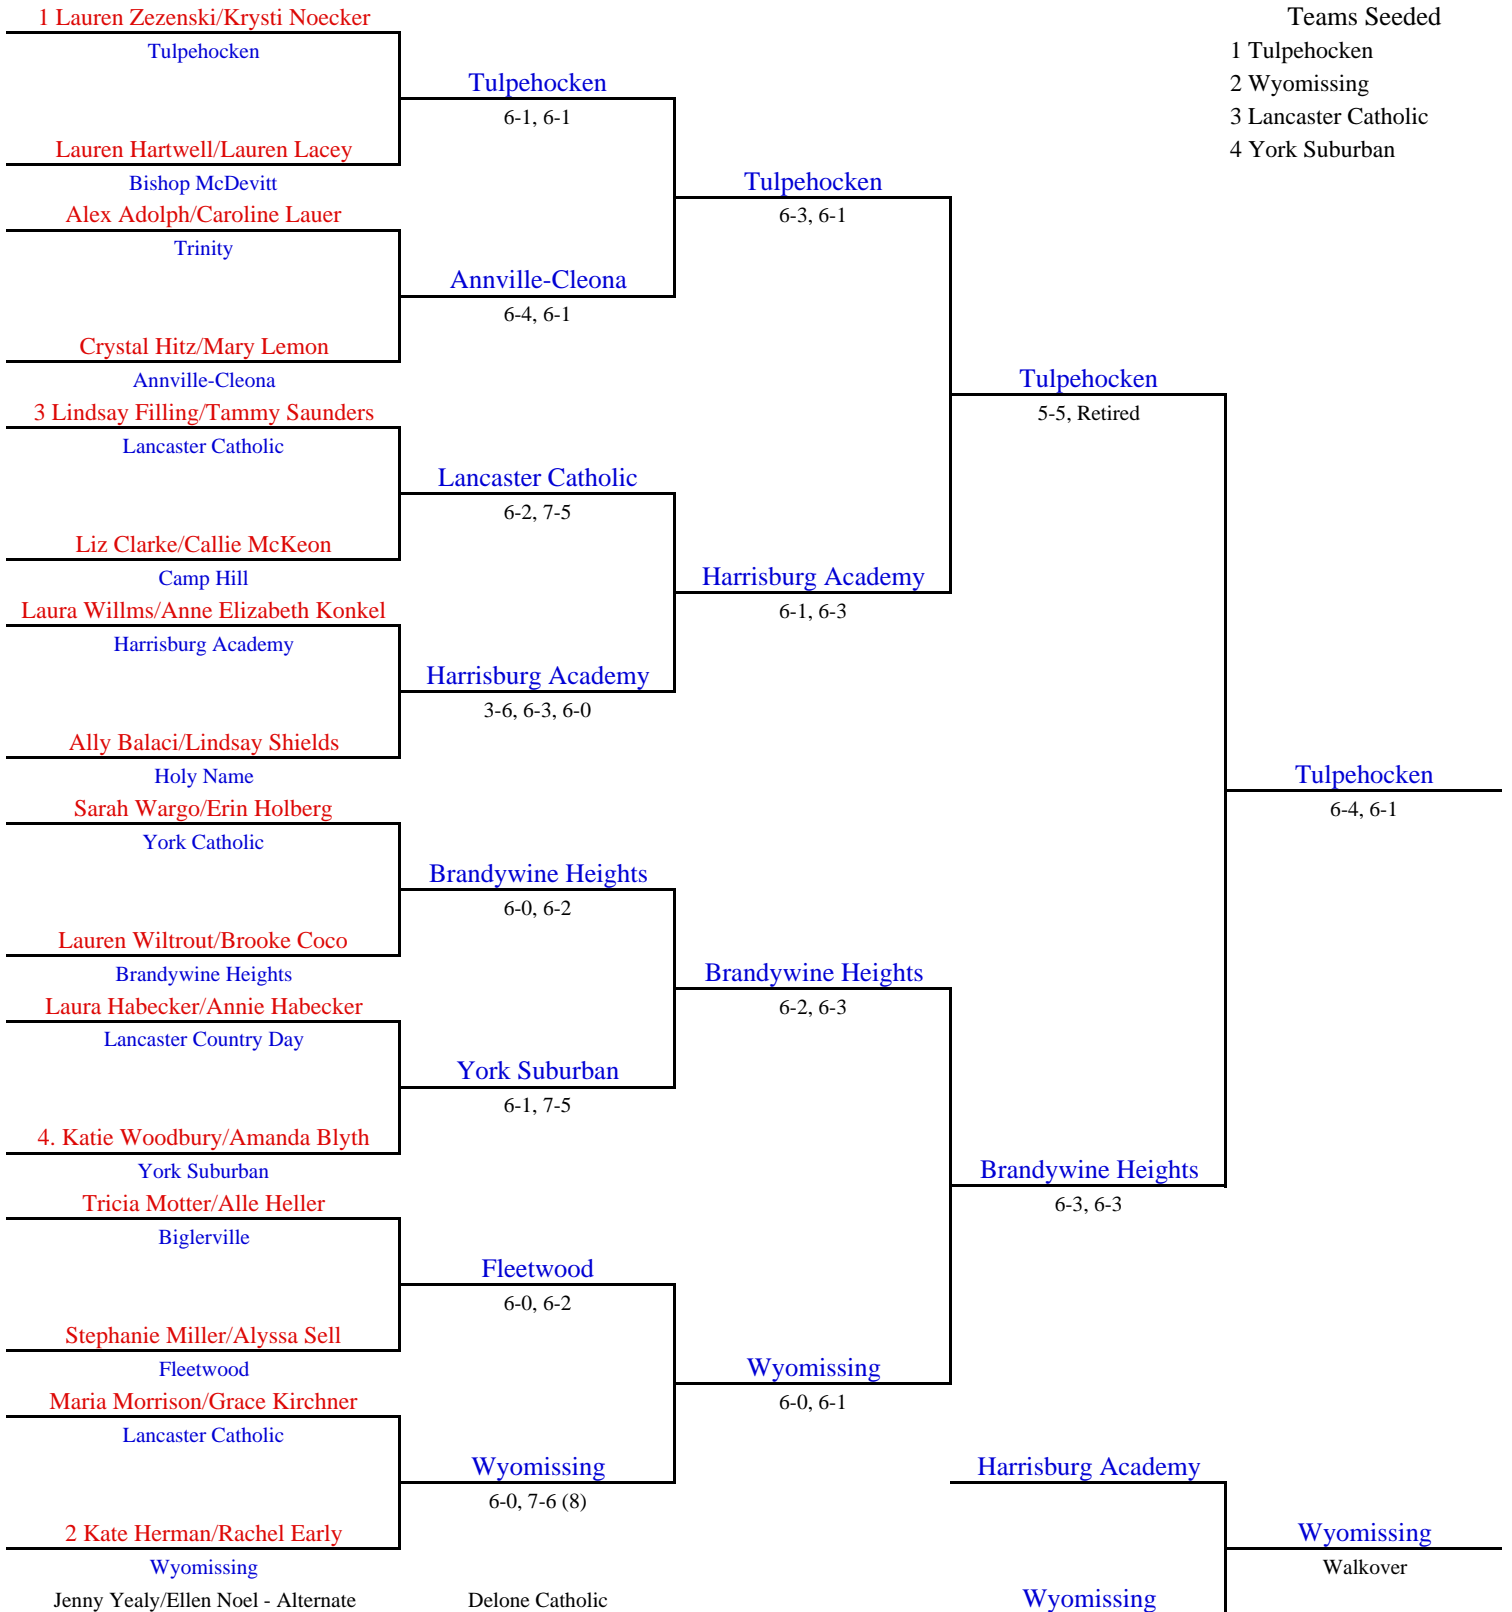 1 Lauren Zezenski/Krysti Noecker
Tulpehocken
Lauren Hartwell/Lauren Lacey
Bishop McDevitt
Alex Adolph/Caroline Lauer
Trinity
Crystal Hitz/Mary Lemon
Annville-Cleona
3 Lindsay Filling/Tammy Saunders
Lancaster Catholic
Liz Clarke/Callie McKeon
Camp Hill
Laura Willms/Anne Elizabeth Konkel
Harrisburg Academy
Ally Balaci/Lindsay Shields
Holy Name
Sarah Wargo/Erin Holberg
York Catholic
Lauren Wiltrout/Brooke Coco
Brandywine Heights
Laura Habecker/Annie Habecker
Lancaster Country Day
4. Katie Woodbury/Amanda Blyth
York Suburban
Tricia Motter/Alle Heller
Biglerville
Stephanie Miller/Alyssa Sell
Fleetwood
Maria Morrison/Grace Kirchner
Lancaster Catholic
2 Kate Herman/Rachel Early
Wyomissing
Jenny Yealy/Ellen Noel - Alternate
Delone Catholic
Tulpehocken
6-1, 6-1
Annville-Cleona
6-4, 6-1
Lancaster Catholic
6-2, 7-5
Harrisburg Academy
3-6, 6-3, 6-0
Brandywine Heights
6-0, 6-2
York Suburban
6-1, 7-5
Fleetwood
6-0, 6-2
Wyomissing
6-0, 7-6 (8)
Tulpehocken
6-3, 6-1
Harrisburg Academy
6-1, 6-3
Brandywine Heights
6-2, 6-3
Wyomissing
6-0, 6-1
Tulpehocken
5-5, Retired
Brandywine Heights
6-3, 6-3
Harrisburg Academy
Wyomissing
Teams Seeded
1 Tulpehocken
2 Wyomissing
3 Lancaster Catholic
4 York Suburban
Tulpehocken
6-4, 6-1
Wyomissing
Walkover